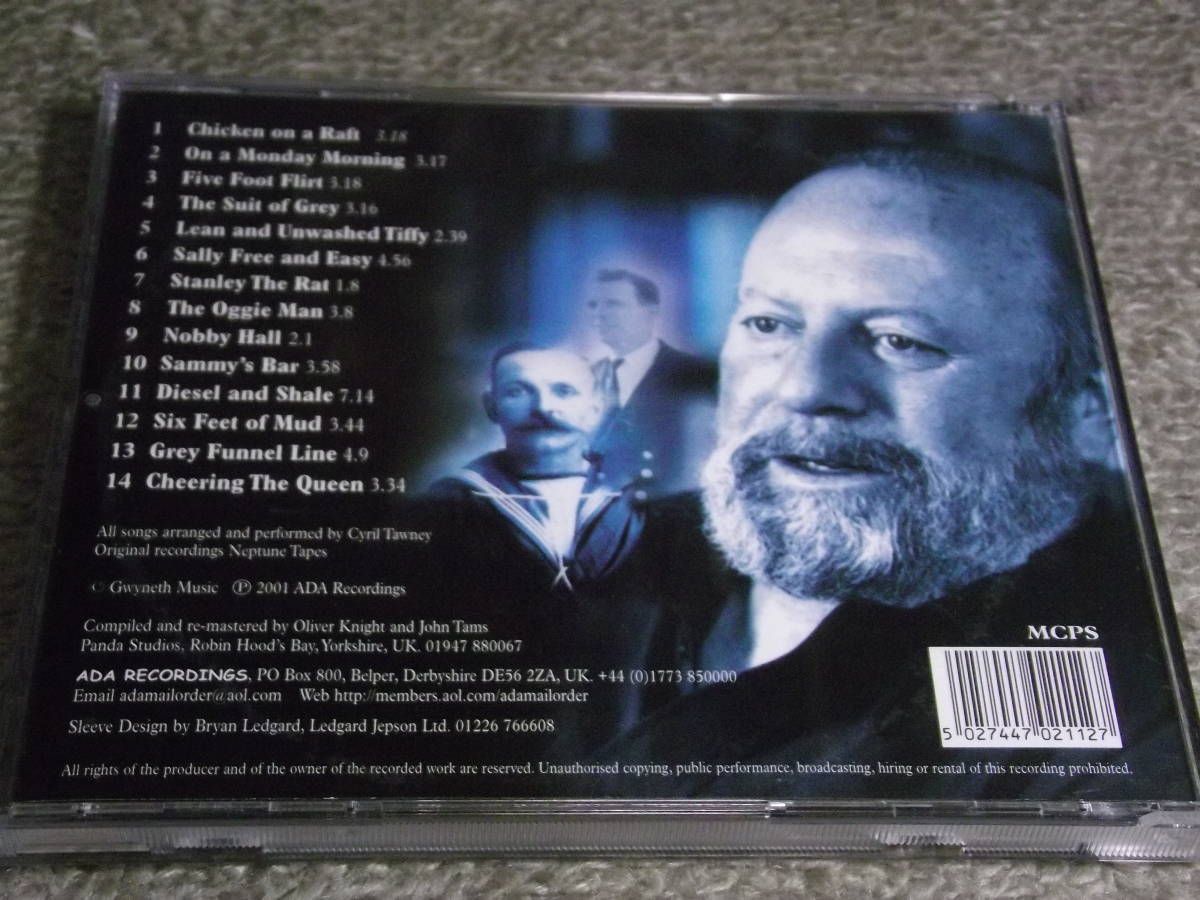 1 Chicken on a Raft 3.18
2 On a Monday Morning 3.17
3 Five Foot Flirt 3.18
4 The Suit of Grey 3.16
5 Lean and Unwashed Tiffy 2.39
6 Sally Free and Easy 4.56
7 Stanley The Rat 1.8
8 The Oggie Man 3.8
9 Nobby Hall 2.1
10 Sammy's Bar 3.58
11 Diesel and Shale 7.14
12 Six Feet of Mud 3.44
13 Grey Funnel Line 4.9
14 Cheering The Queen 3.34
All songs arranged and performed by Cyril Tawney
Original recordings Neptune Tapes
© Gwyneth Music ℗ 2001 ADA Recordings
Compiled and re-mastered by Oliver Knight and John Tams
Panda Studios, Robin Hood's Bay, Yorkshire, UK. 01947 880067
ADA RECORDINGS, PO Box 800, Belper, Derbyshire DE56 2ZA, UK. +44 (0)1773 850000
Email adamailorder@aol.com Web http://members.aol.com/adamailorder
Sleeve Design by Bryan Ledgard, Ledgard Jepson Ltd. 01226 766608
MCPS
5 027447 021127
All rights of the producer and of the owner of the recorded work are reserved. Unauthorised copying, public performance, broadcasting, hiring or rental of this recording prohibited.